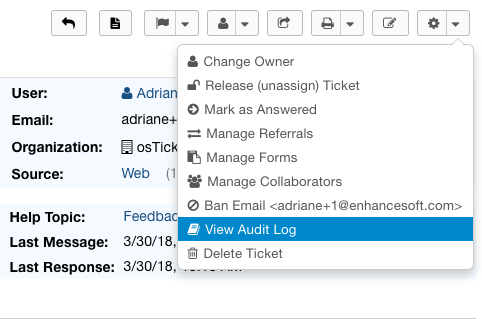 Change Owner
User: Adrian
Release (unassign) Ticket
Email: adriane+
Mark as Answered
Manage Referrals
Organization: osTick
Manage Forms
Source: Web (1
Manage Collaborators
Ban Email <adriane+1@enhancesoft.com>
Help Topic: Feedbac
View Audit Log
Last Message: 3/30/18,
Delete Ticket
Last Response: 3/30/18,